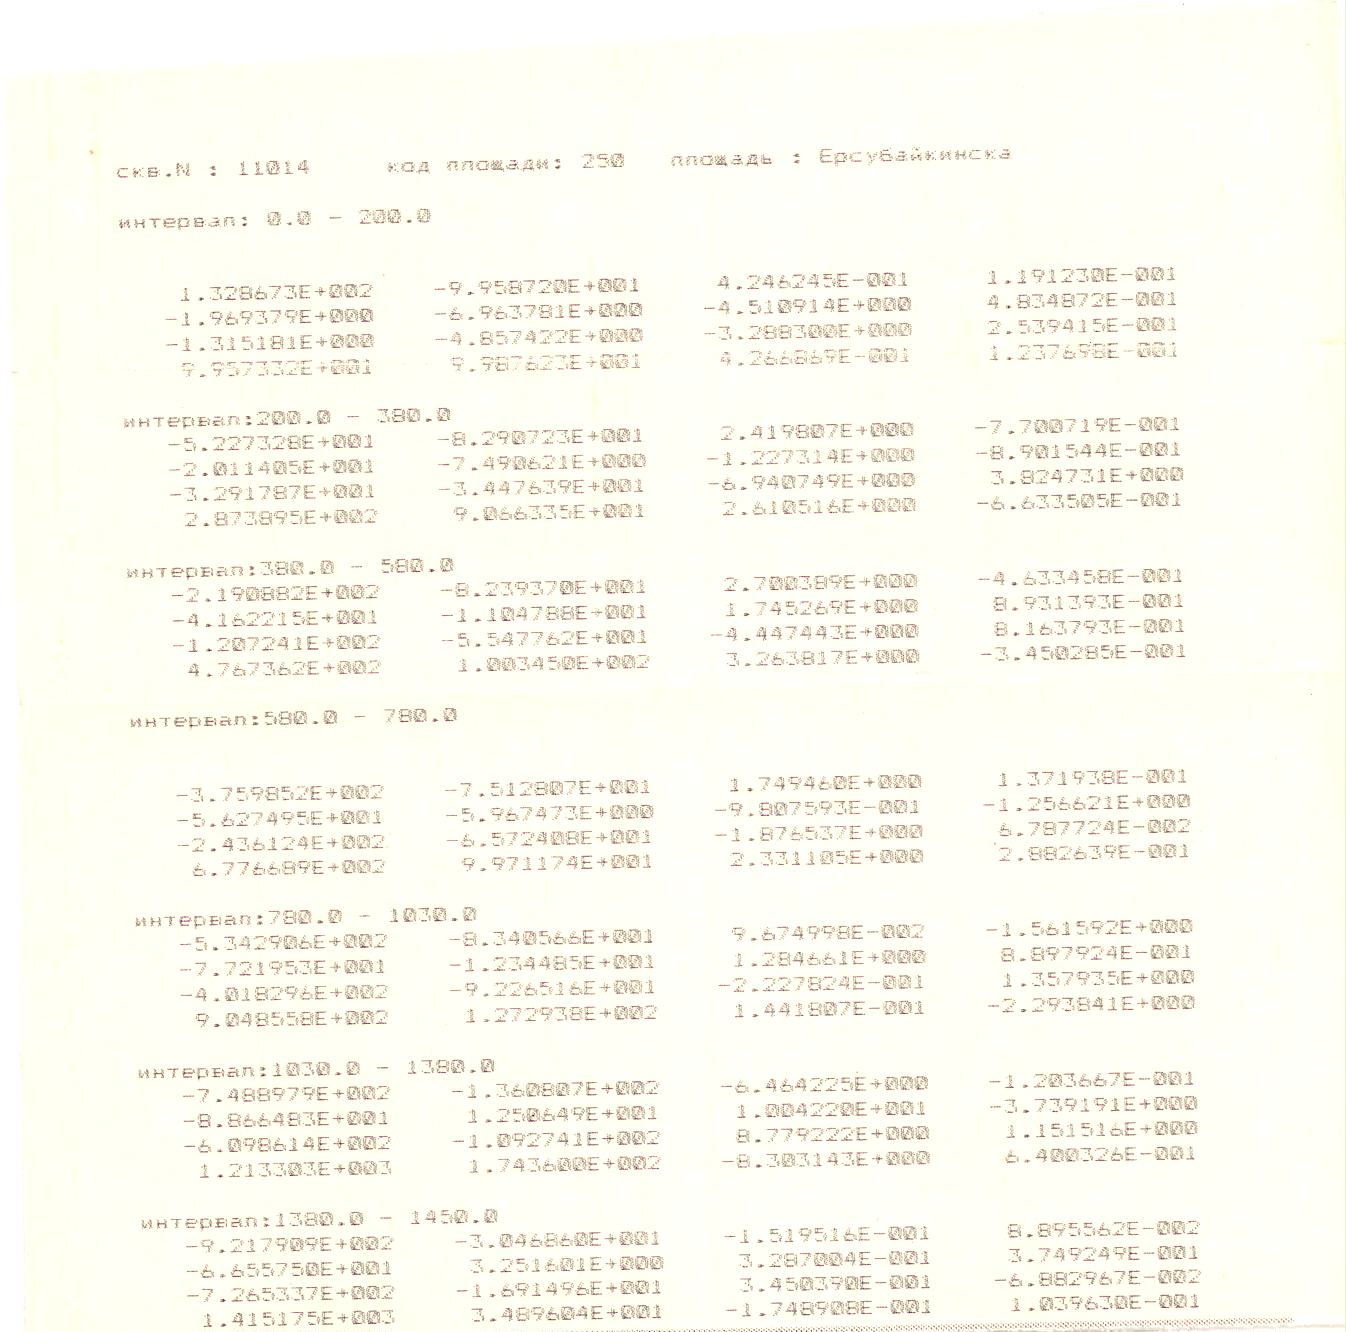 скв.N : 11014 код площади: 250 площадь : Ерсубайкинска
интервал: 0.0 - 200.0
1.328673E+002 -9.958720E+001 4.246245E-001 1.191230E-001
-1.969379E+000 -6.963781E+000 -4.510914E+000 4.834872E-001
-1.315181E+000 -4.857422E+000 -3.288300E+000 2.539415E-001
9.957332E+001 9.987623E+001 4.266869E-001 1.237698E-001
интервал:200.0 - 380.0
-5.227328E+001 -8.290723E+001 2.419807E+000 -7.700719E-001
-2.011405E+001 -7.490621E+000 -1.227314E+000 -8.901544E-001
-3.291787E+001 -3.447639E+001 -6.940749E+000 3.824731E+000
2.873895E+002 9.066335E+001 2.610516E+000 -6.633505E-001
интервал:380.0 - 580.0
-2.190882E+002 -8.239370E+001 2.700389E+000 -4.633458E-001
-4.162215E+001 -1.104788E+001 1.745269E+000 8.931393E-001
-1.207241E+002 -5.547762E+001 -4.447443E+000 8.163793E-001
4.767362E+002 1.003450E+002 3.263817E+000 -3.450285E-001
интервал:580.0 - 780.0
-3.759852E+002 -7.512807E+001 1.749460E+000 1.371938E-001
-5.627495E+001 -5.967473E+000 -9.807593E-001 -1.256621E+000
-2.436124E+002 -6.572408E+001 -1.876537E+000 6.787724E-002
6.776689E+002 9.971174E+001 2.331105E+000 2.882639E-001
интервал:780.0 - 1030.0
-5.342906E+002 -8.340566E+001 9.674998E-002 -1.561592E+000
-7.721953E+001 -1.234485E+001 1.284661E+000 8.897924E-001
-4.018296E+002 -9.226516E+001 -2.227824E-001 1.357935E+000
9.048558E+002 1.272938E+002 1.441807E-001 -2.293841E+000
интервал:1030.0 - 1380.0
-7.488979E+002 -1.360807E+002 -6.464225E+000 -1.203667E-001
-8.866483E+001 1.250649E+001 1.004220E+001 -3.739191E+000
-6.098614E+002 -1.092741E+002 8.779222E+000 1.151516E+000
1.213303E+003 1.743600E+002 -8.303143E+000 6.400326E-001
интервал:1380.0 - 1450.0
-9.217909E+002 -3.046860E+001 -1.519516E-001 8.895562E-002
-6.655750E+001 3.251601E+000 3.287004E-001 3.749249E-001
-7.265337E+002 -1.691496E+001 3.450390E-001 -6.882967E-002
1.415175E+003 3.489604E+001 -1.748908E-001 1.039630E-001